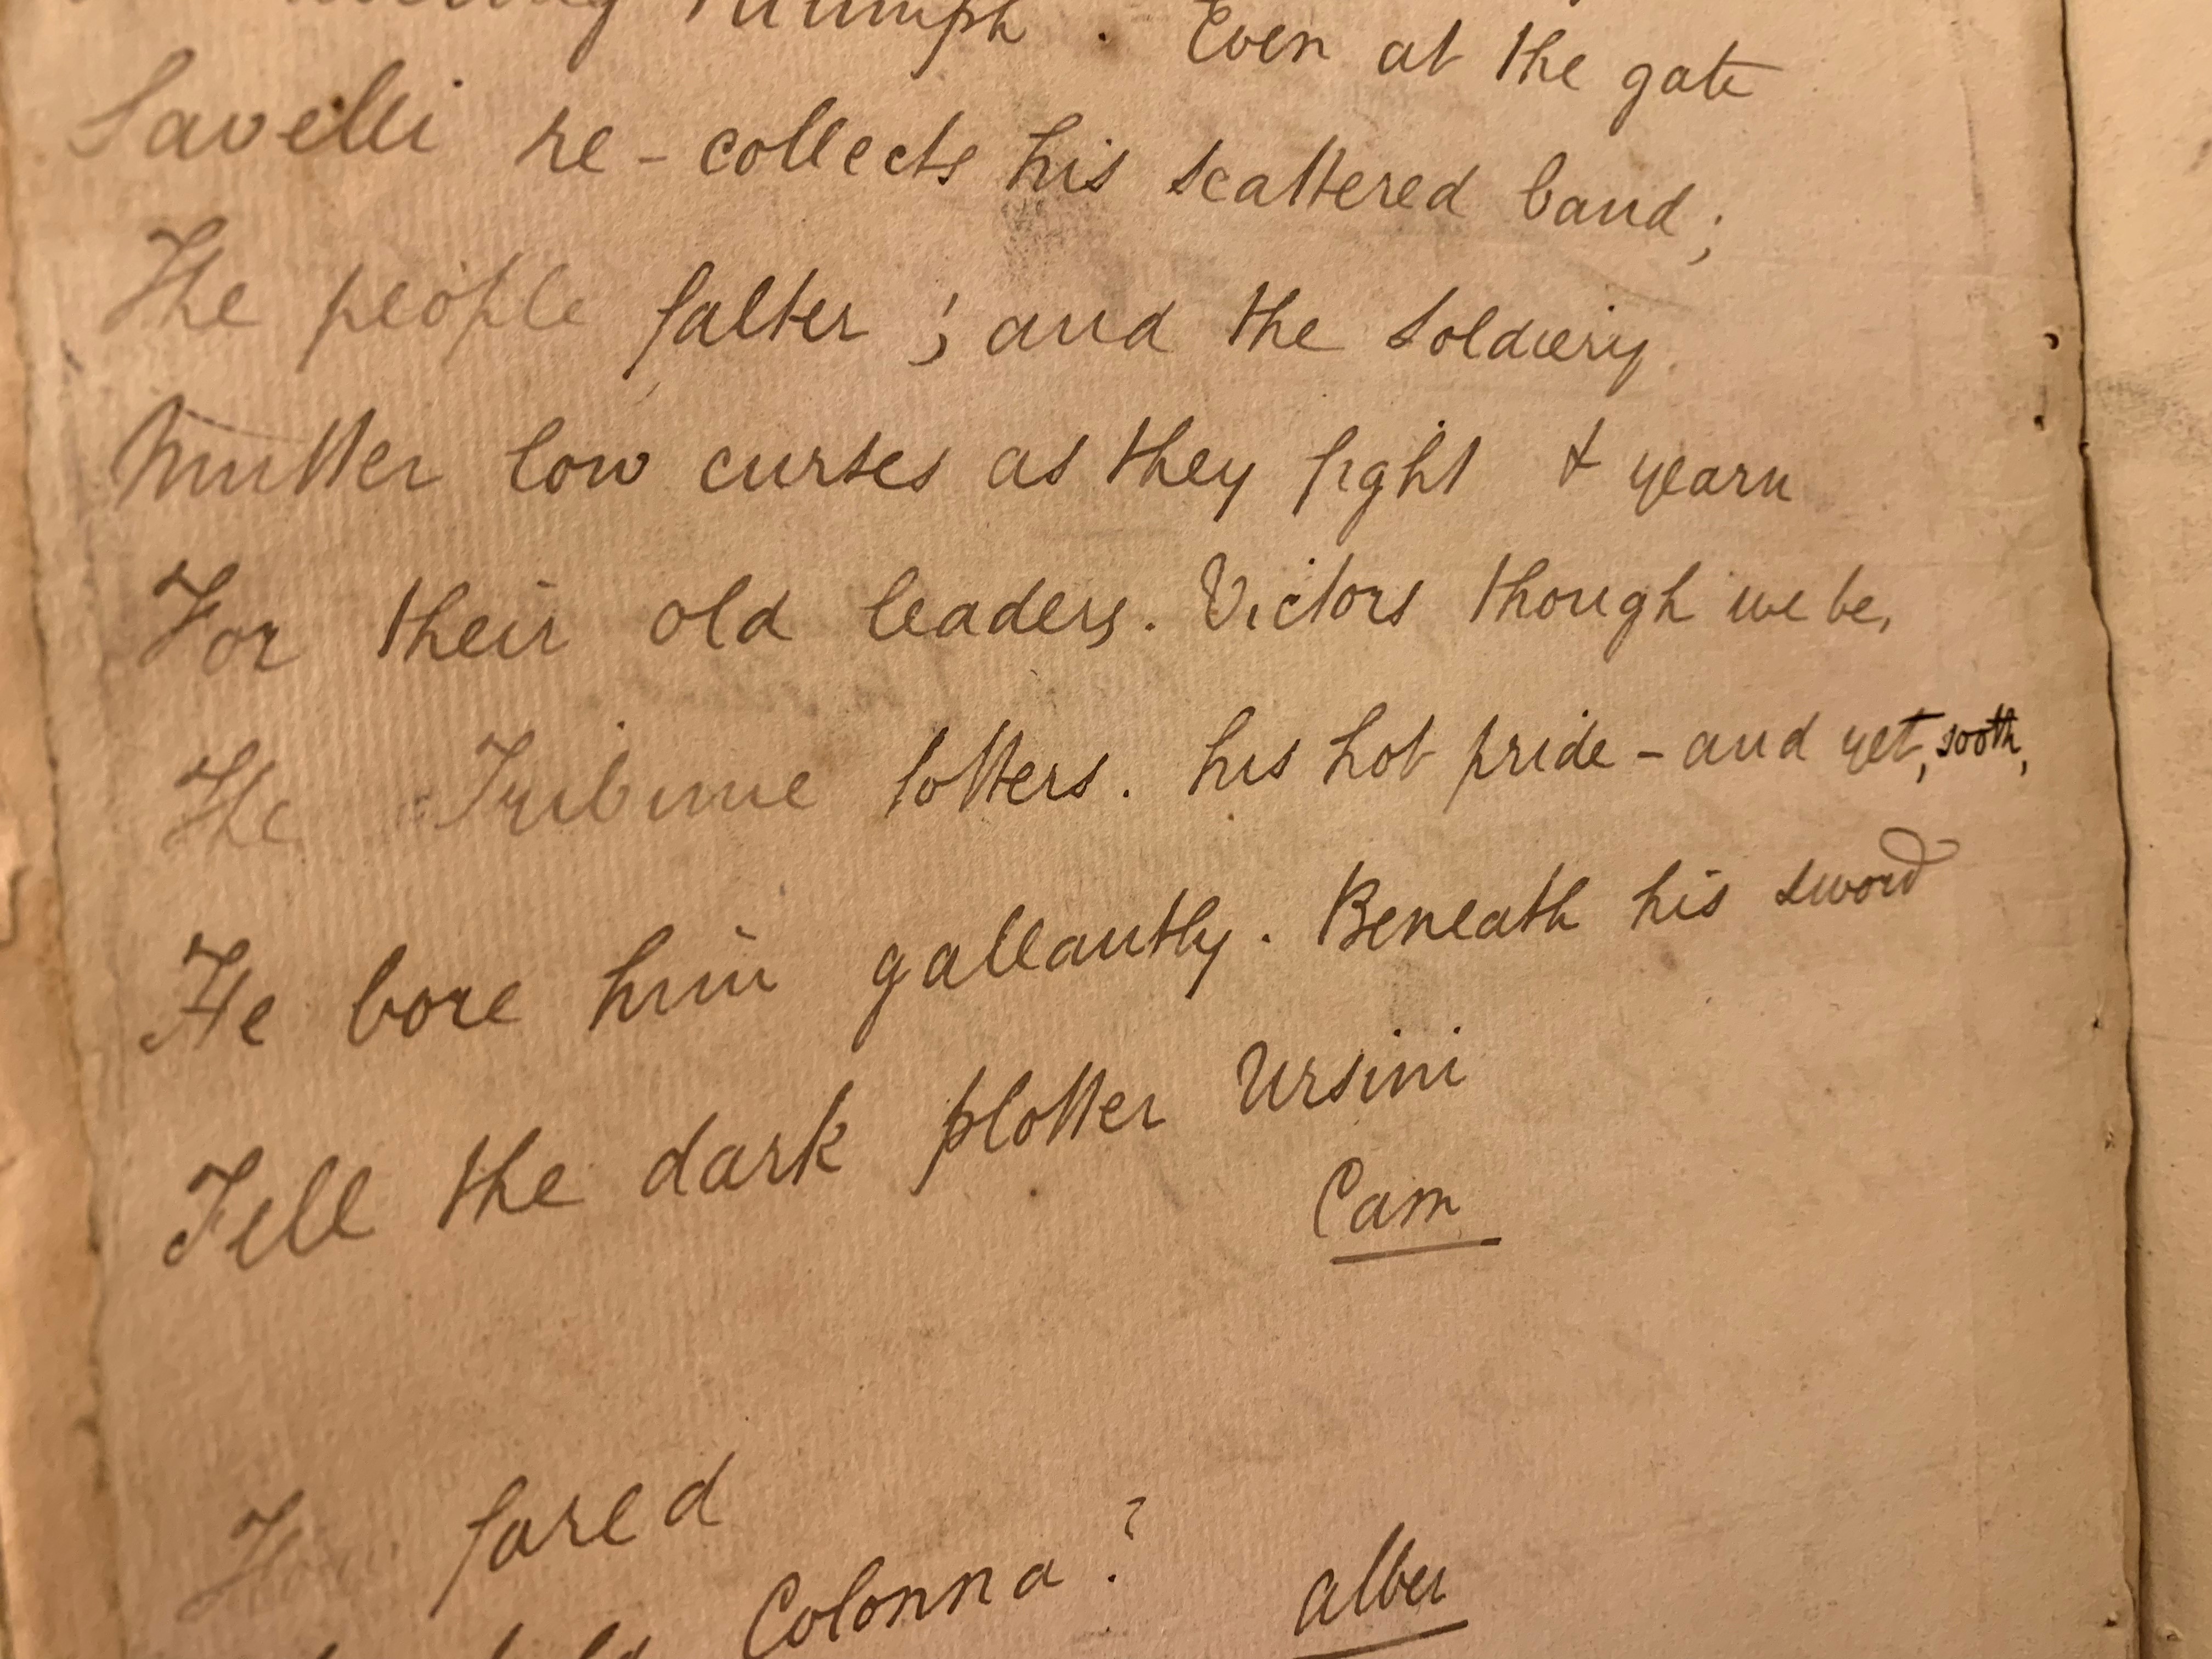 Triumph. Even at the gate
Savelli re-collects his scattered band;
The people falter; and the soldiery
Mutter low curses as they fight & yearn
For their old leaders. Victors though we be,
The Tribune totters. his hot pride - and yet, sooth,
He bore him gallantly. Beneath his sword
Fell the dark plotter Ursini
Cam
How fared
Colonna?
alber